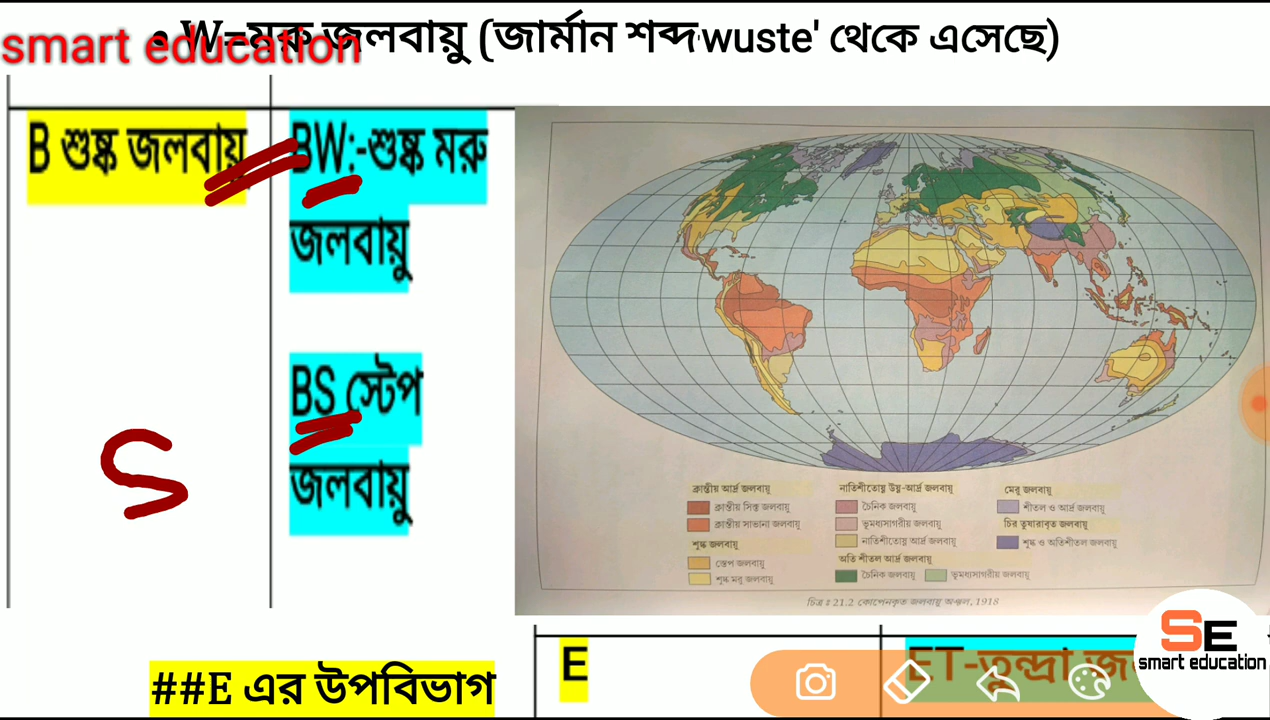 W=মরু জলবায়ু (জার্মান শব্দ wuste' থেকে এসেছে)
smart education
B শুষ্ক জলবায়ু
BW:-শুষ্ক মরু
জলবায়ু
BS স্টেপ
জলবায়ু
S
ক্রান্তীয় আর্দ্র জলবায়ু
ক্রান্তীয় সিক্ত জলবায়ু
ক্রান্তীয় সাভানা জলবায়ু
শুষ্ক জলবায়ু
স্তেপ জলবায়ু
শুষ্ক মরু জলবায়ু
নাতিশীতোষ্ণ উষ্ণ-আর্দ্র জলবায়ু
চৈনিক জলবায়ু
ভূমধ্যসাগরীয় জলবায়ু
নাতিশীতোষ্ণ আর্দ্র জলবায়ু
অতি শীতল আর্দ্র জলবায়ু
চৈনিক জলবায়ু ভূমধ্যসাগরীয় জলবায়ু
মেরু জলবায়ু
শীতল ও আর্দ্র জলবায়ু
চির তুষারাবৃত জলবায়ু
শুষ্ক ও অতিশীতল জলবায়ু
চিত্র ঃ 21.2 কোপেনকৃত জলবায়ু অঞ্চল, 1918
##E এর উপবিভাগ
E
ET-তুন্দ্রা
SE
smart education